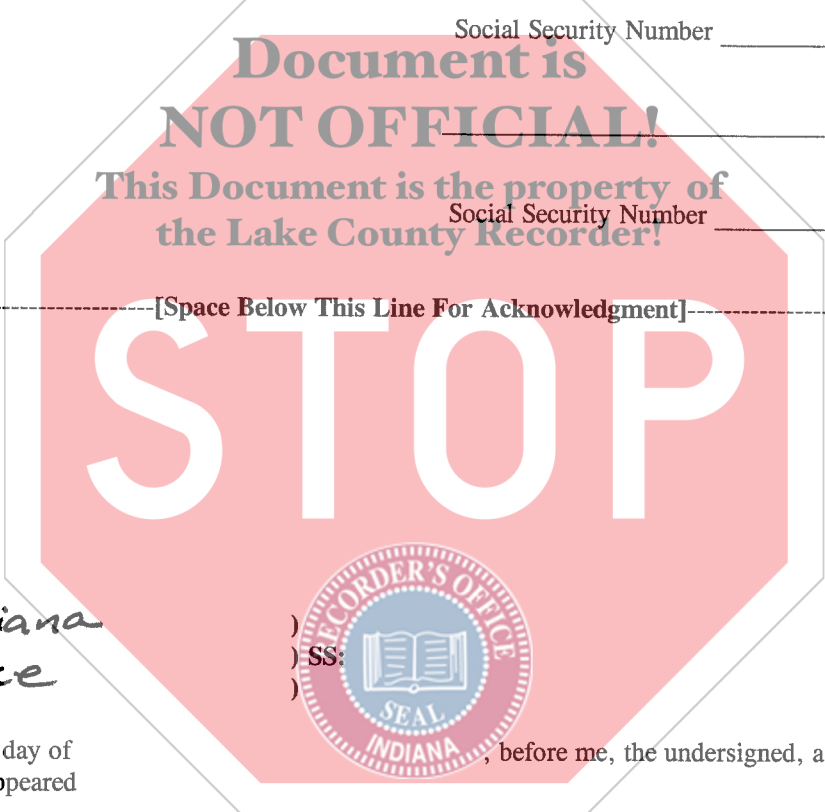 Social Security Number
Document is
NOT OFFICIAL!
This Document is the property of
Social Security Number
the Lake County Recorder!
[Space Below This Line For Acknowledgment]
STOP
RECORDER'S OFFICE
iana )
) SS:
ke )
SEAL
INDIANA
day of , before me, the undersigned, a
ppeared